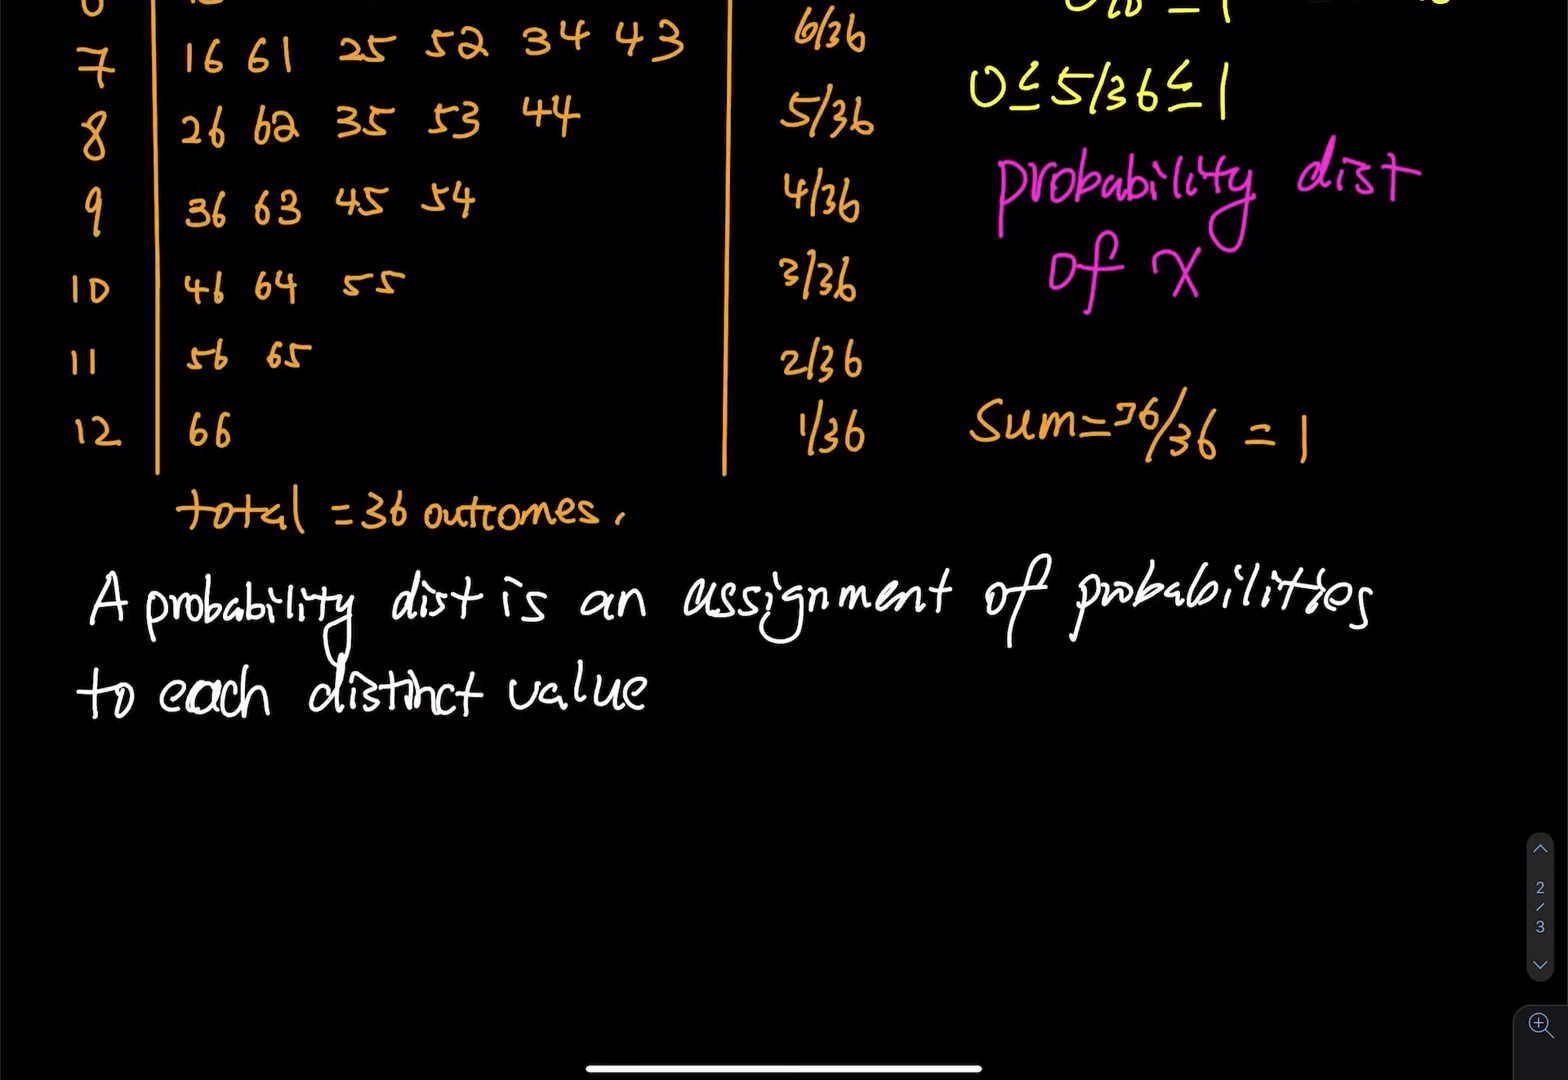 7 16 61 25 52 34 43 6/36
0 ≤ 5/36 ≤ 1
8 26 62 35 53 44 5/36
probability dist
9 36 63 45 54 4/36
of x
10 46 64 55 3/36
11 56 65 2/36
12 66 1/36 Sum = 36/36 = 1
total = 36 outcomes.
A probability dist is an assignment of probabilities
to each distinct value
2
/
3